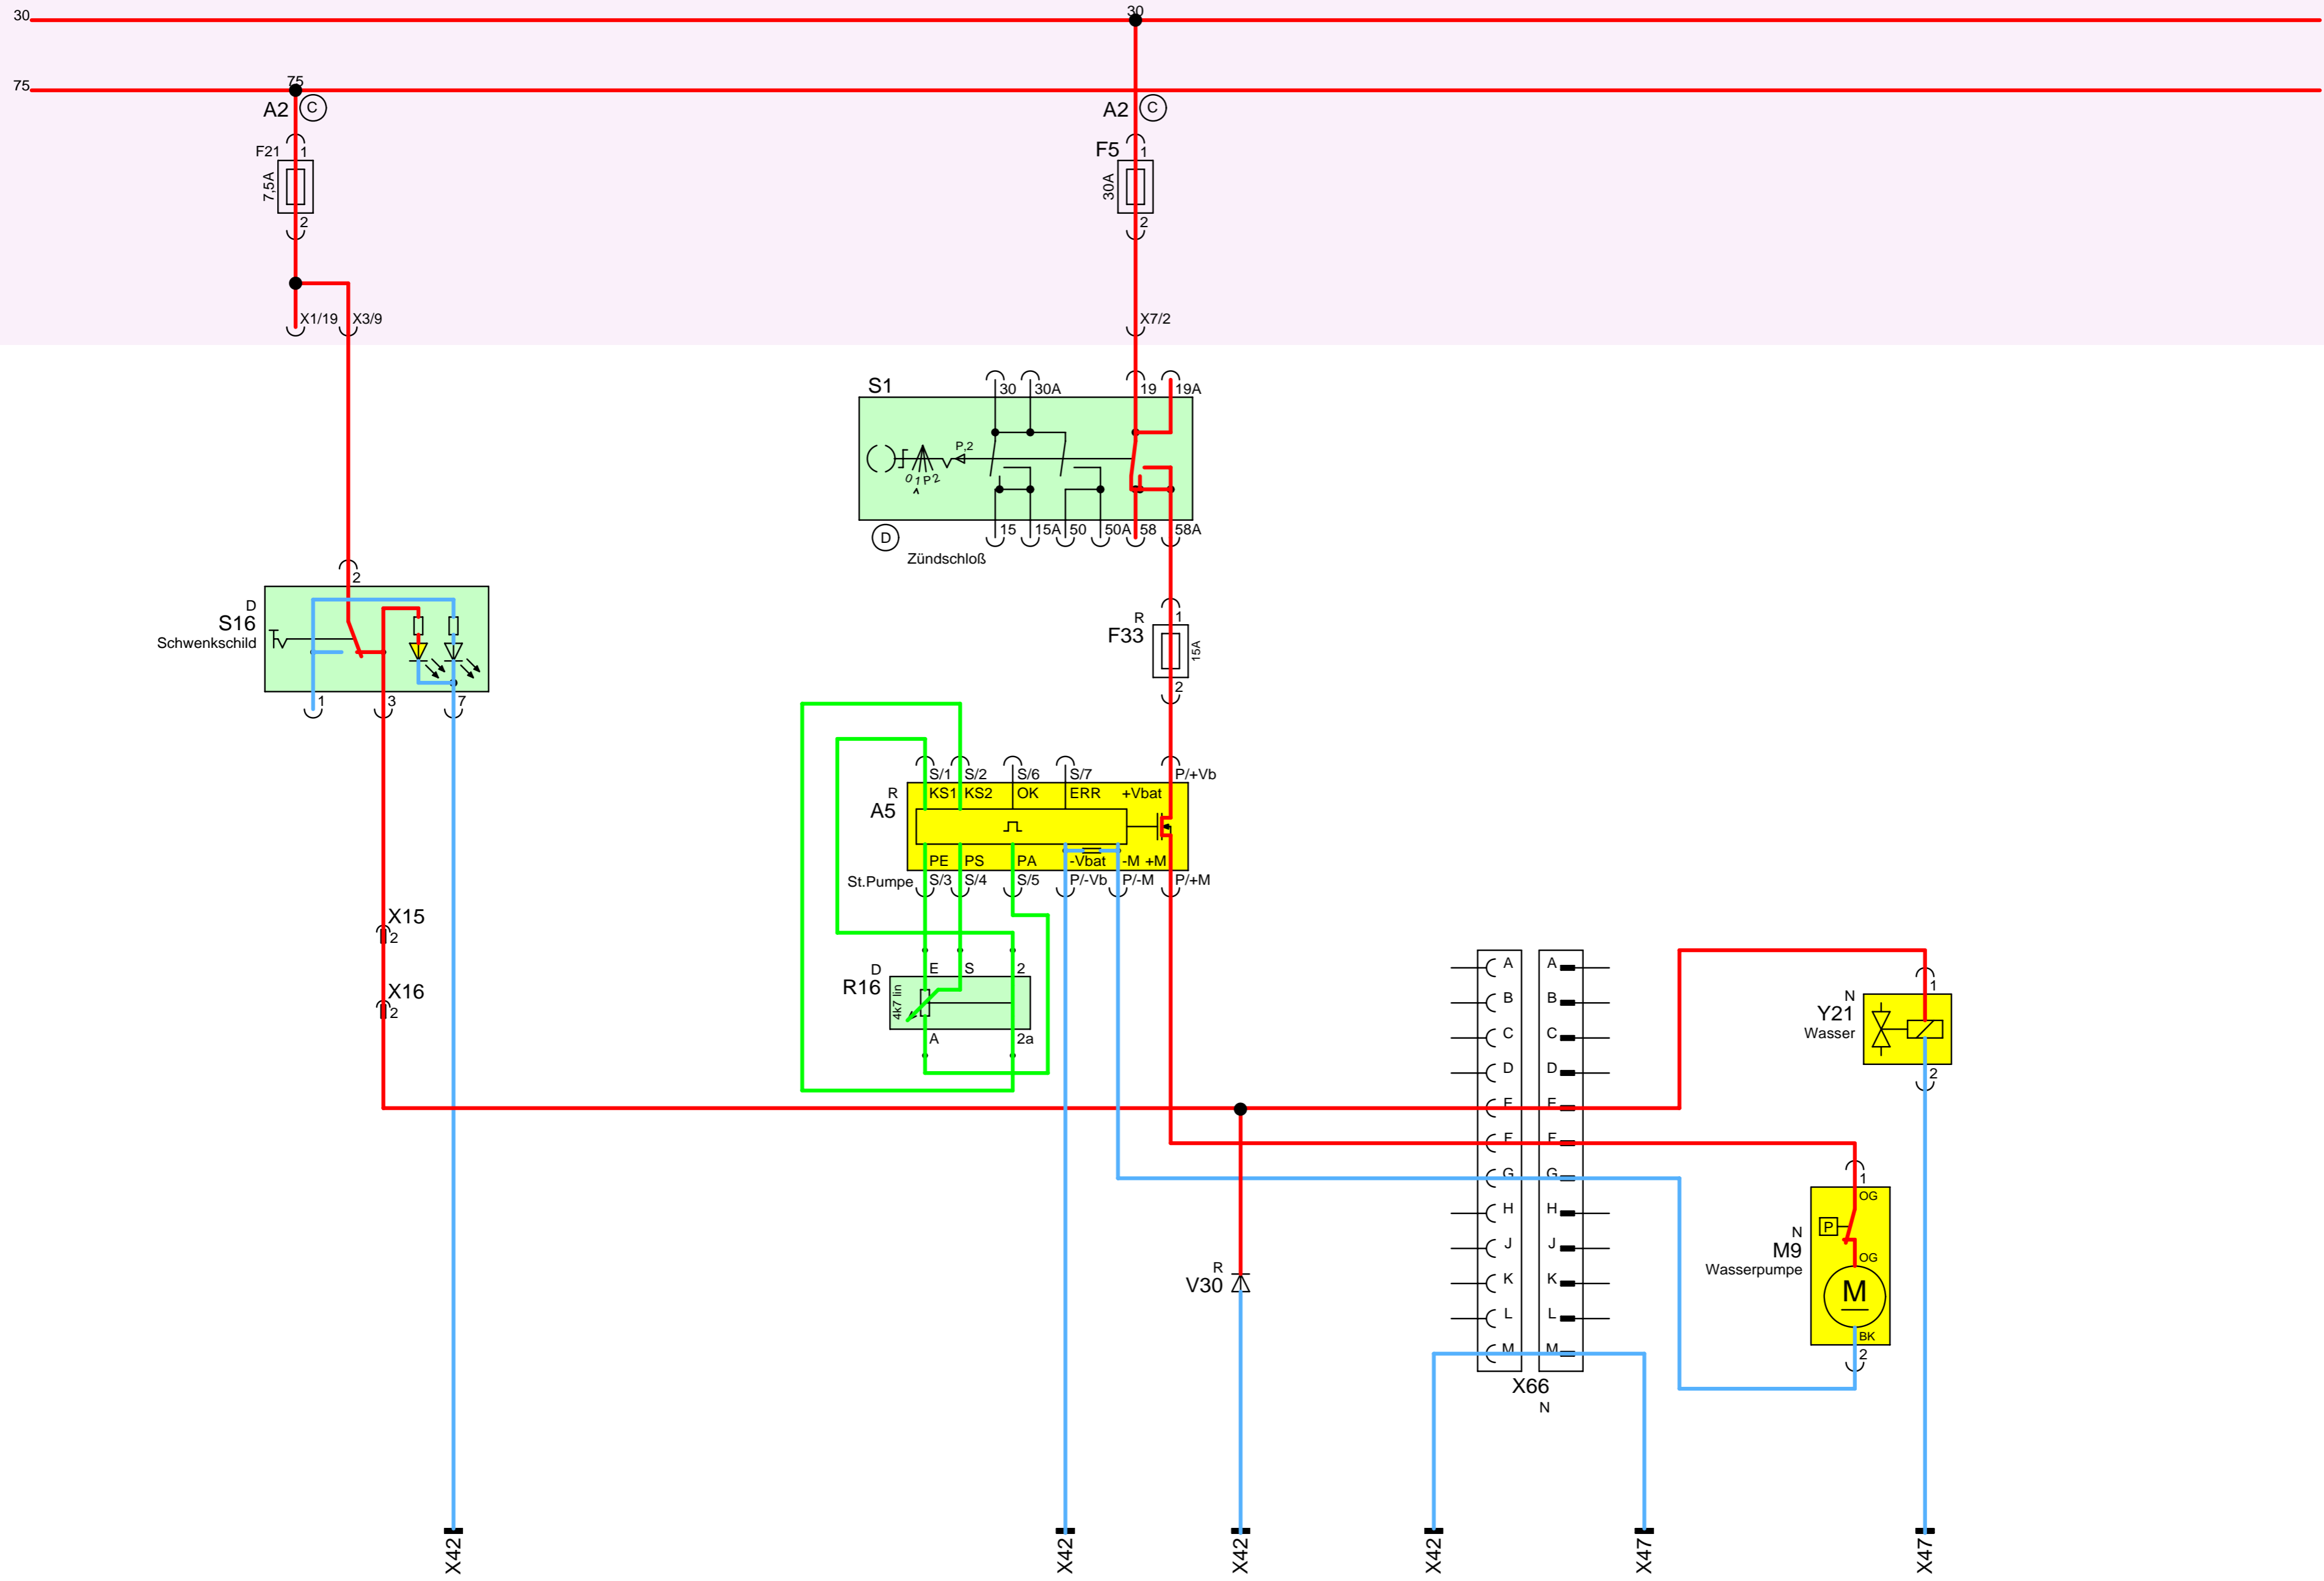 30
30
75
75
A2
C
A2
C
F21
1
7,5A
2
F5
1
30A
2
X1/19
X3/9
X7/2
S1
30
30A
19
19A
P,2
0
1
P
2
15
15A
50
50A
58
58A
D
Zündschloß
2
D
S16
Schwenkschild
1
3
7
R
F33
1
15A
2
S/1
S/2
S/6
S/7
P/+Vb
R
A5
KS1
KS2
OK
ERR
+Vbat
PE
PS
PA
-Vbat
-M
+M
St.Pumpe
S/3
S/4
S/5
P/-Vb
P/-M
P/+M
X15
2
X16
2
D
R16
4k7 lin
E
S
2
A
2a
A
A
B
B
C
C
D
D
E
E
F
F
G
G
H
H
J
J
K
K
L
L
M
M
X66
N
N
Y21
Wasser
1
2
1
OG
P
N
M9
Wasserpumpe
OG
M
BK
2
R
V30
X42
X42
X42
X42
X47
X47